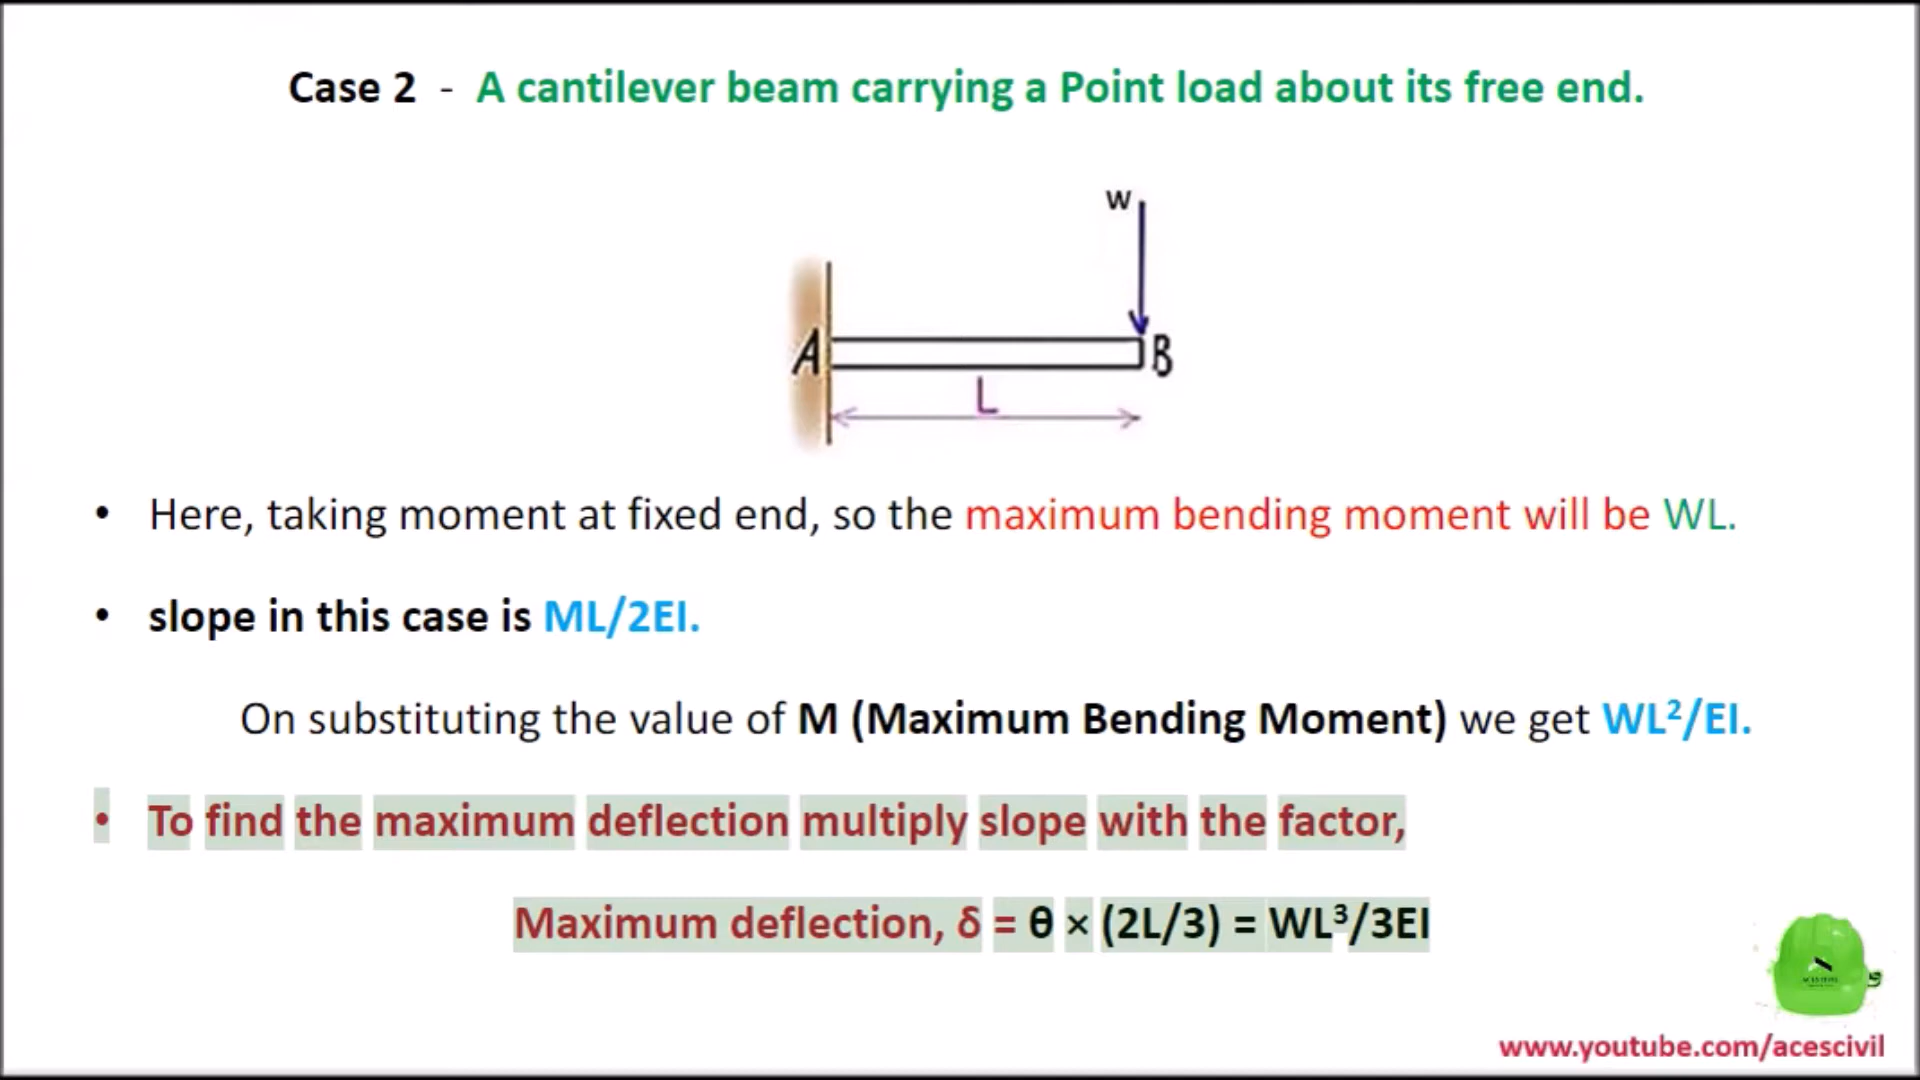 Case 2 - A cantilever beam carrying a Point load about its free end.
w
A
B
L
• Here, taking moment at fixed end, so the maximum bending moment will be WL.
• slope in this case is ML/2EI.
On substituting the value of M (Maximum Bending Moment) we get WL²/EI.
• To find the maximum deflection multiply slope with the factor,
Maximum deflection, δ = θ × (2L/3) = WL³/3EI
www.youtube.com/acescivil